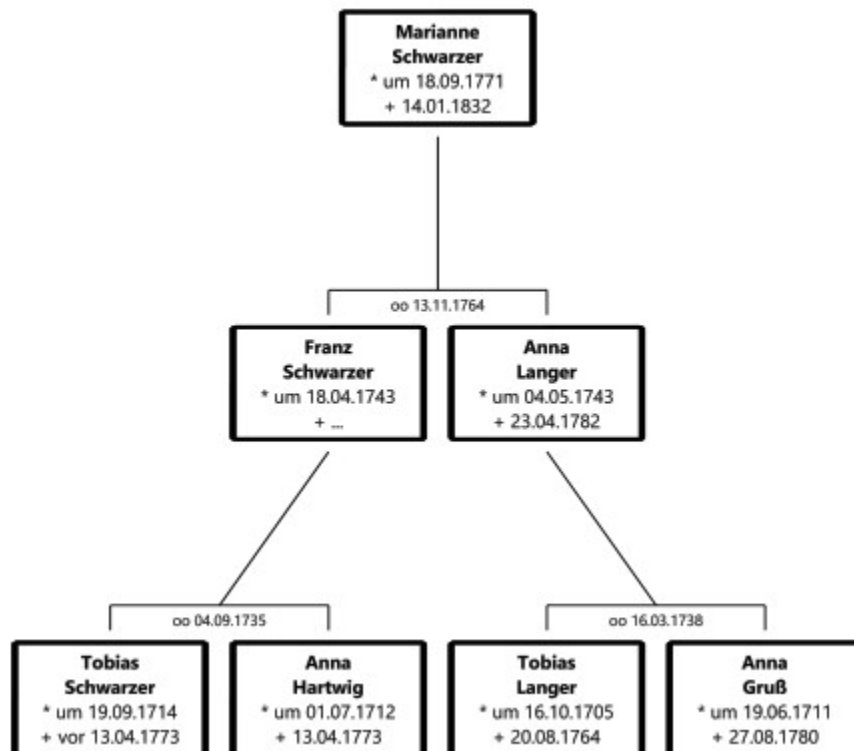 Marianne
Schwarzer
* um 18.09.1771
+ 14.01.1832
oo 13.11.1764
Franz
Schwarzer
* um 18.04.1743
+ ...
Anna
Langer
* um 04.05.1743
+ 23.04.1782
oo 04.09.1735
oo 16.03.1738
Tobias
Schwarzer
* um 19.09.1714
+ vor 13.04.1773
Anna
Hartwig
* um 01.07.1712
+ 13.04.1773
Tobias
Langer
* um 16.10.1705
+ 20.08.1764
Anna
Gruß
* um 19.06.1711
+ 27.08.1780